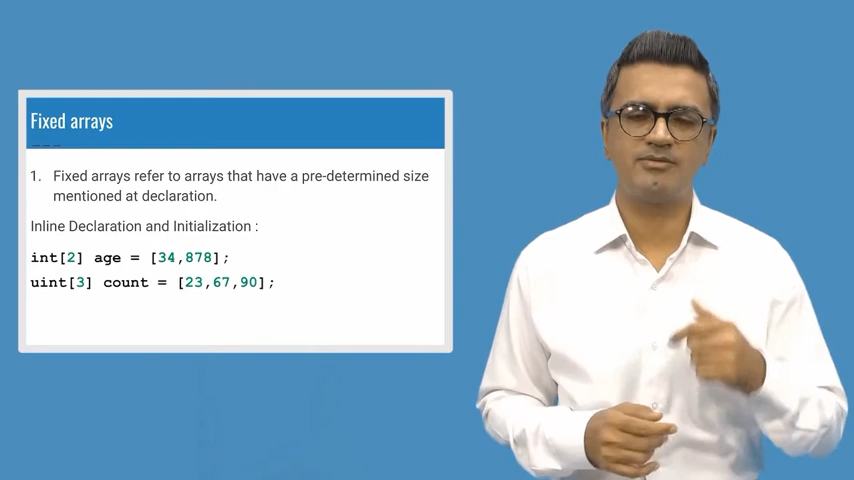 Fixed arrays
1. Fixed arrays refer to arrays that have a pre-determined size
mentioned at declaration.
Inline Declaration and Initialization :
int[2] age = [34,878];
uint[3] count = [23,67,90];